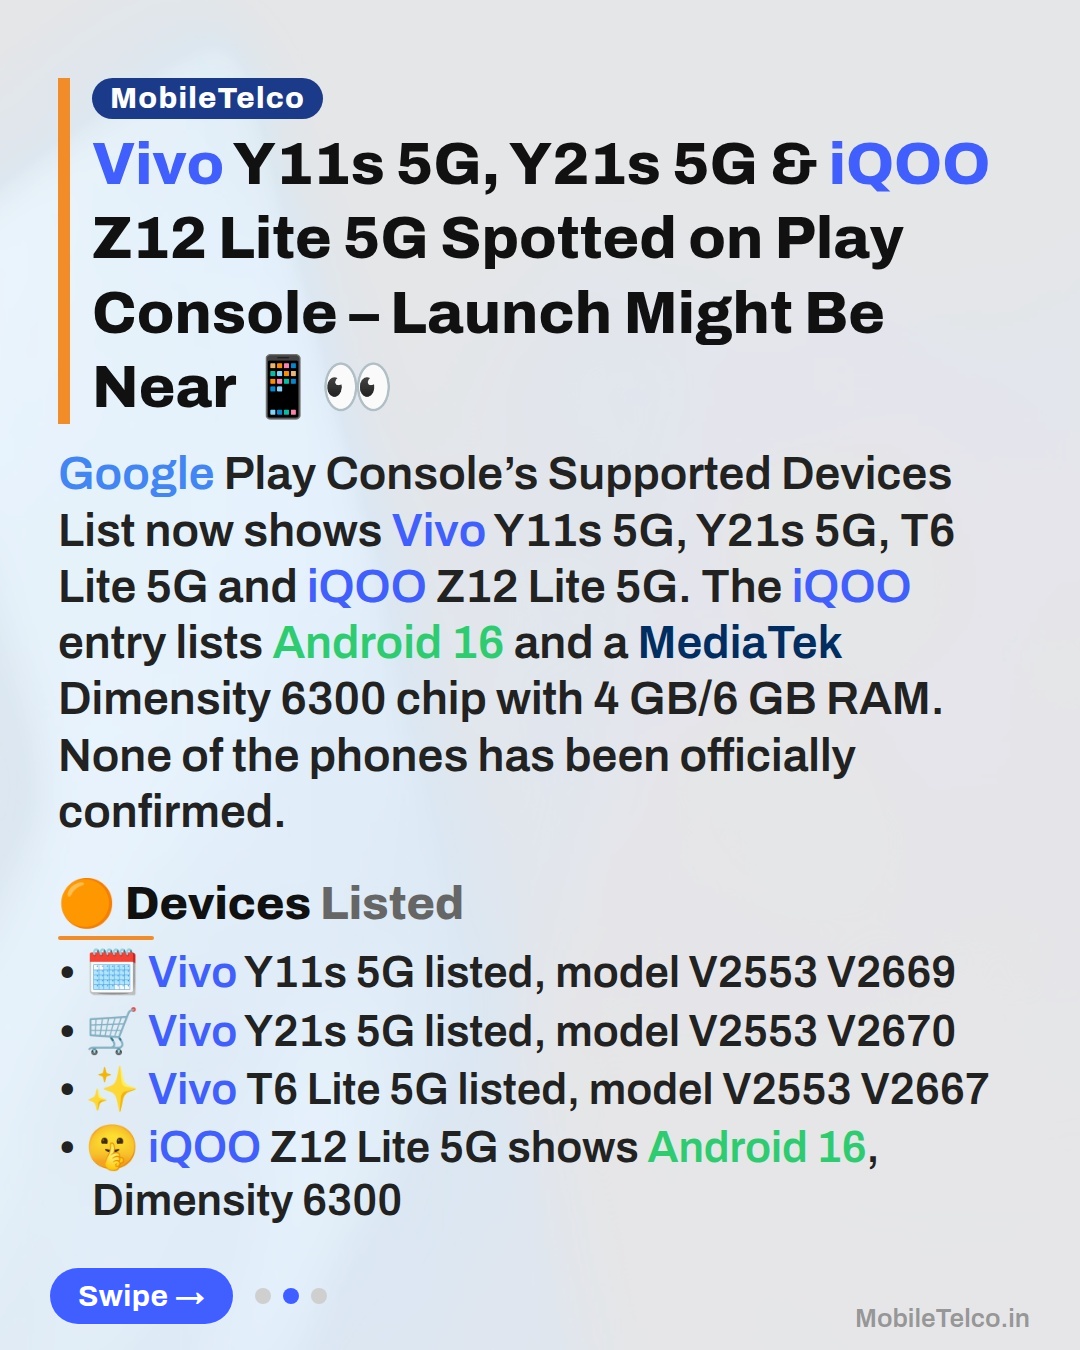 MobileTelco
Vivo Y11s 5G, Y21s 5G & iQOO
Z12 Lite 5G Spotted on Play
Console – Launch Might Be
Near 📱 👀
Google Play Console’s Supported Devices
List now shows Vivo Y11s 5G, Y21s 5G, T6
Lite 5G and iQOO Z12 Lite 5G. The iQOO
entry lists Android 16 and a MediaTek
Dimensity 6300 chip with 4 GB/6 GB RAM.
None of the phones has been officially
confirmed.
🟠 Devices Listed
• 🗓️ Vivo Y11s 5G listed, model V2553 V2669
• 🛒 Vivo Y21s 5G listed, model V2553 V2670
• ✨ Vivo T6 Lite 5G listed, model V2553 V2667
• 🤫 iQOO Z12 Lite 5G shows Android 16,
Dimensity 6300
Swipe →
MobileTelco.in